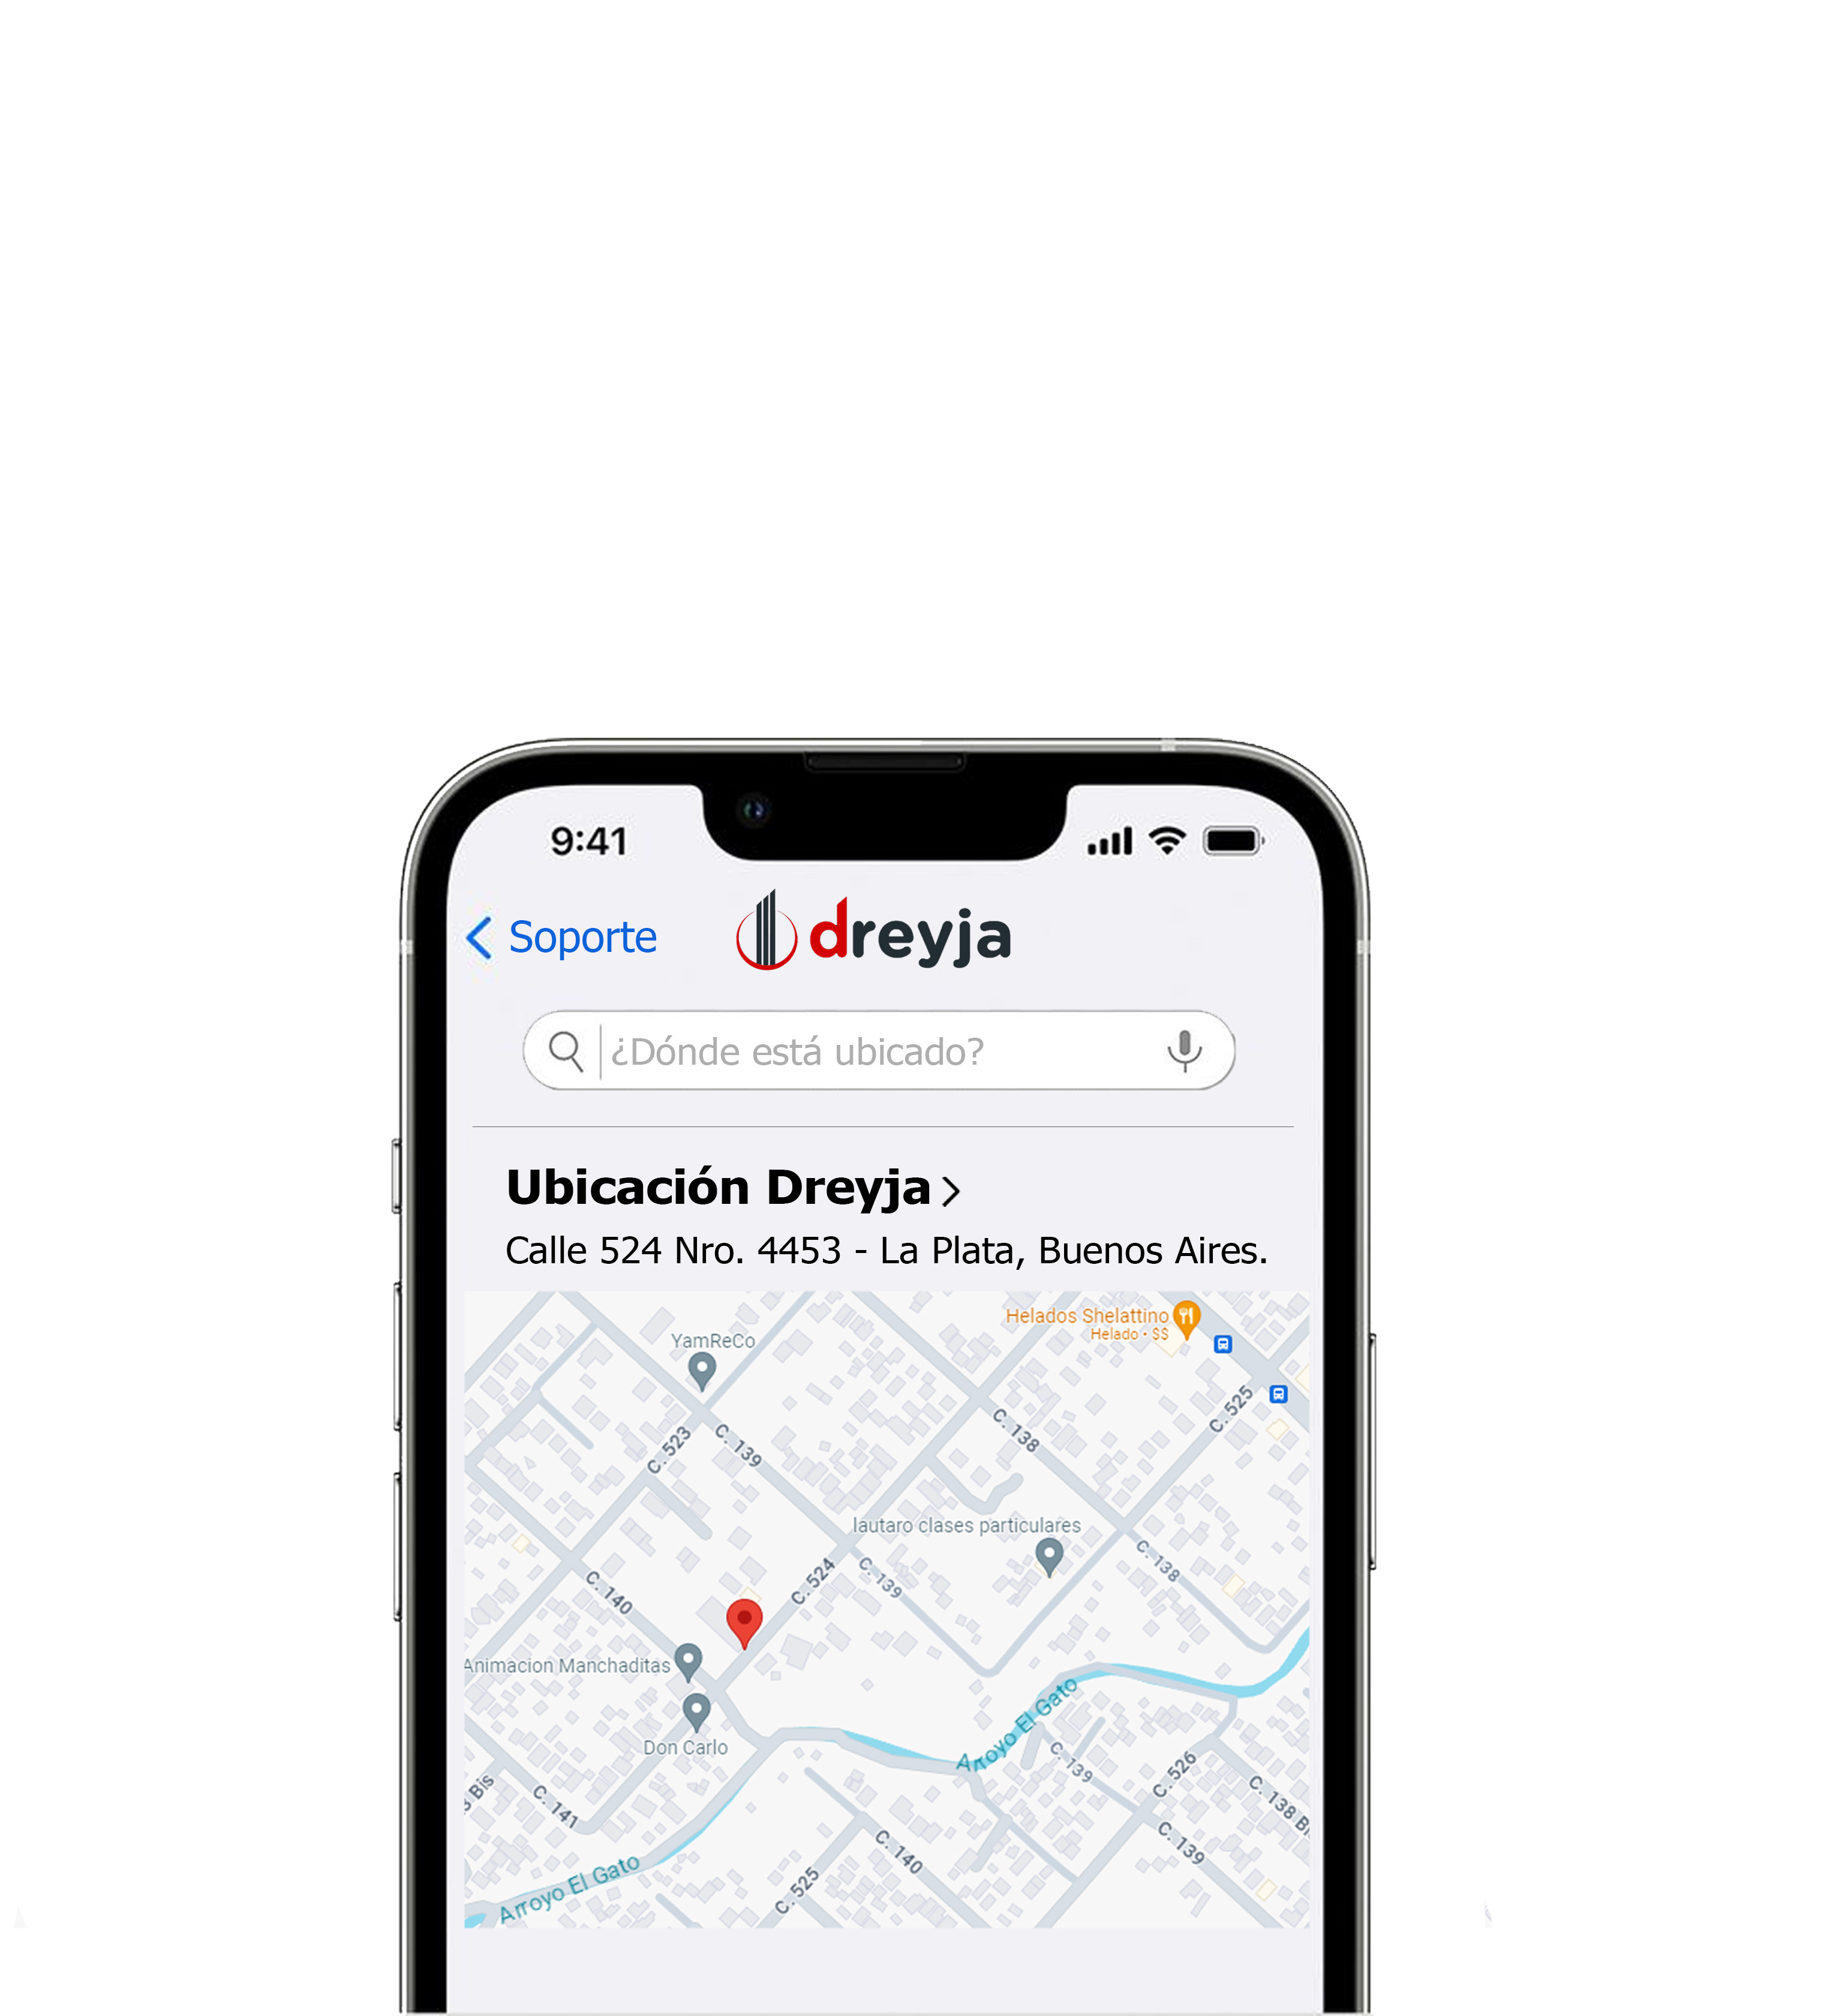 9:41
Soporte
dreyja
¿Dónde está ubicado?
Ubicación Dreyja
Calle 524 Nro. 4453 - La Plata, Buenos Aires.
Helados Shelattino
Helado • $$
YamReCo
C. 525
C. 138
C. 523
C. 139
lautaro clases particulares
C. 138
C. 524
C. 139
C. 140
Animacion Manchaditas
Arroyo El Gato
Don Carlo
C. 139
C. 526
Bis
C. 141
C. 138 Bi
C. 139
C. 140
Arroyo El Gato
C. 525